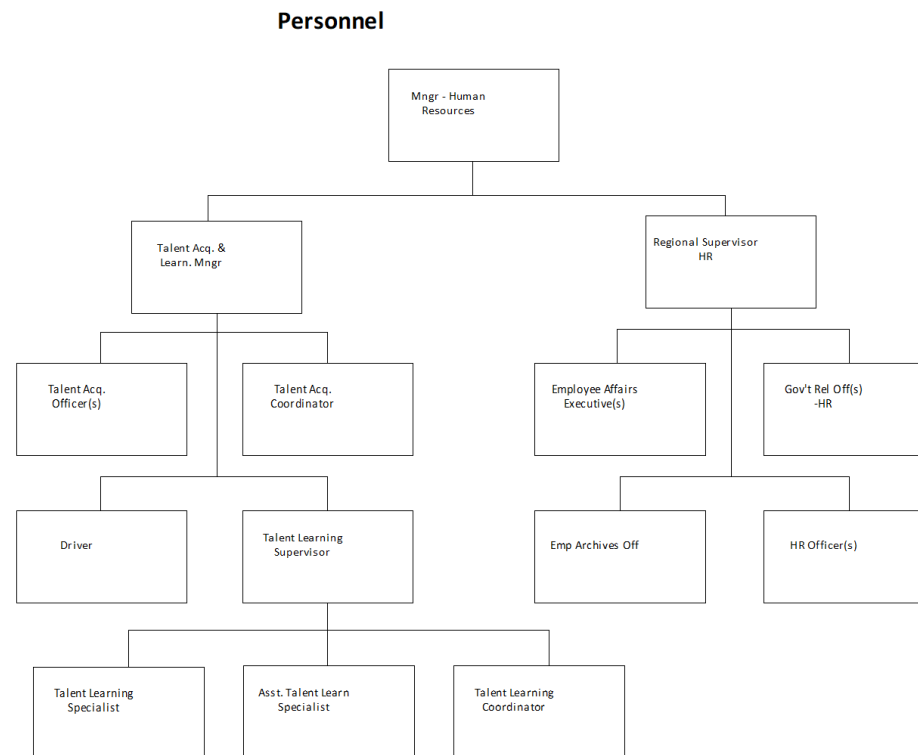 Personnel
Mngr - Human
Resources
Talent Acq. &
Learn. Mngr
Regional Supervisor
HR
Talent Acq.
Officer(s)
Talent Acq.
Coordinator
Employee Affairs
Executive(s)
Gov't Rel Off(s)
-HR
Driver
Talent Learning
Supervisor
Emp Archives Off
HR Officer(s)
Talent Learning
Specialist
Asst. Talent Learn
Specialist
Talent Learning
Coordinator